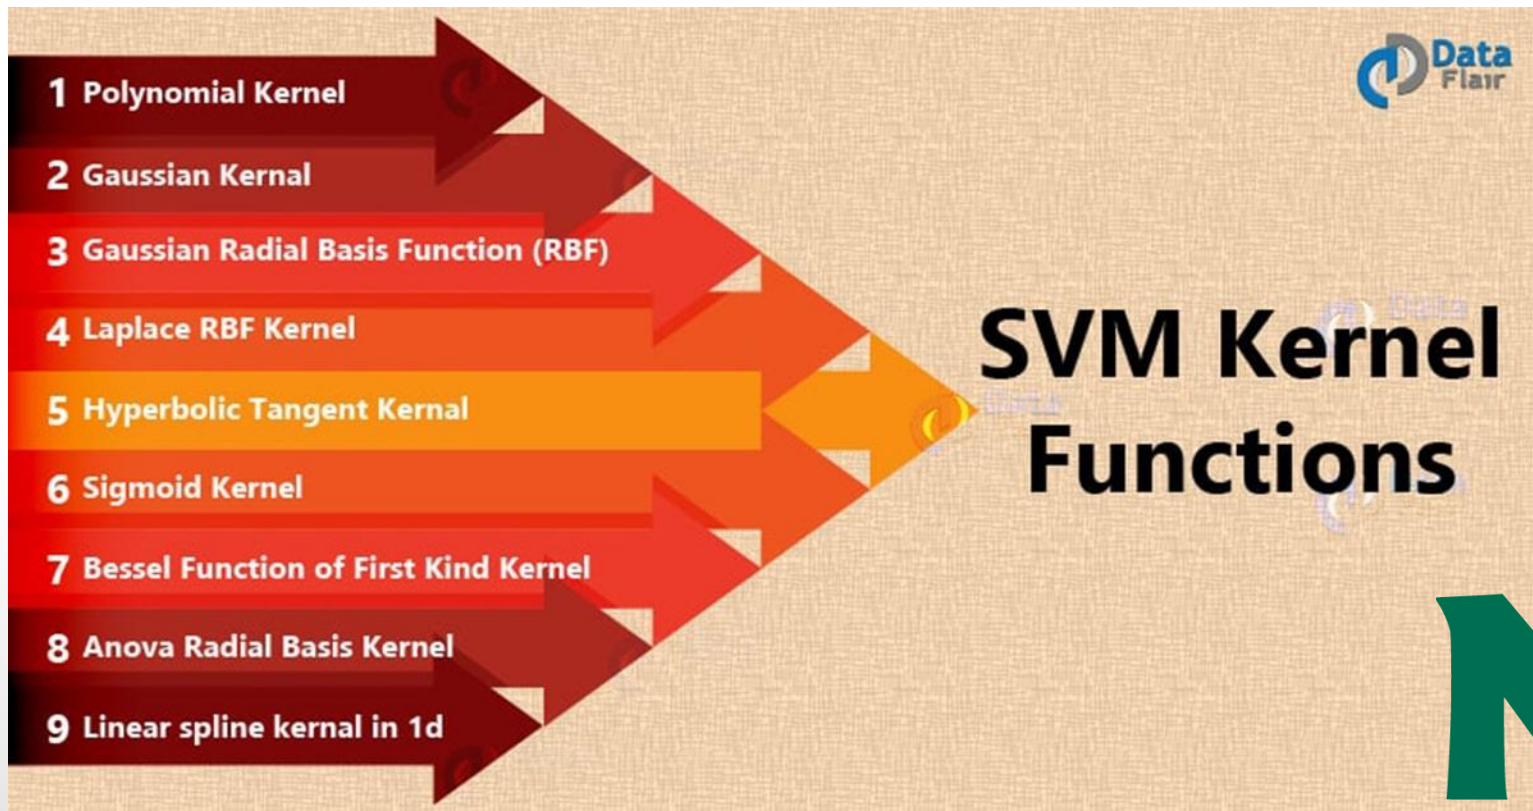 1 Polynomial Kernel
2 Gaussian Kernal
3 Gaussian Radial Basis Function (RBF)
4 Laplace RBF Kernel
5 Hyperbolic Tangent Kernal
6 Sigmoid Kernel
7 Bessel Function of First Kind Kernel
8 Anova Radial Basis Kernel
9 Linear spline kernal in 1d
Data
Flair
SVM Kernel
Functions